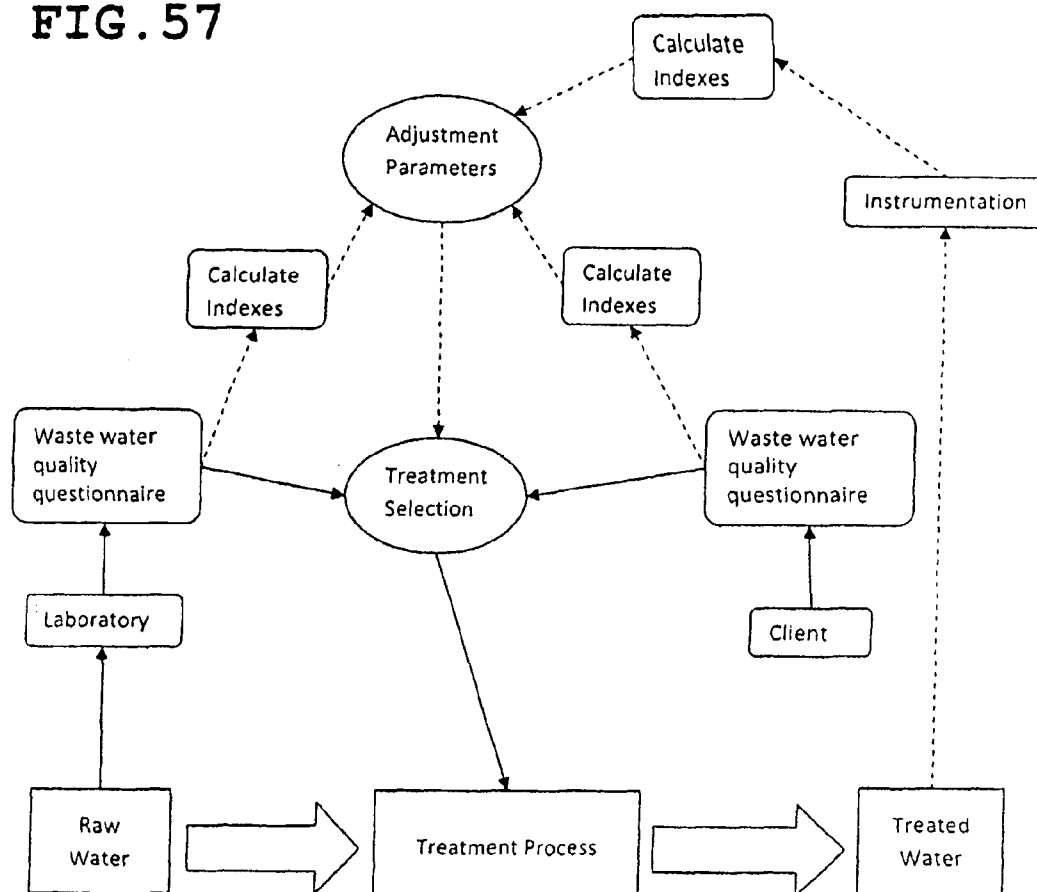 FIG.57
Calculate
Indexes
Adjustment
Parameters
Instrumentation
Calculate
Indexes
Calculate
Indexes
Waste water
quality
questionnaire
Treatment
Selection
Waste water
quality
questionnaire
Laboratory
Client
Raw
Water
Treatment Process
Treated
Water